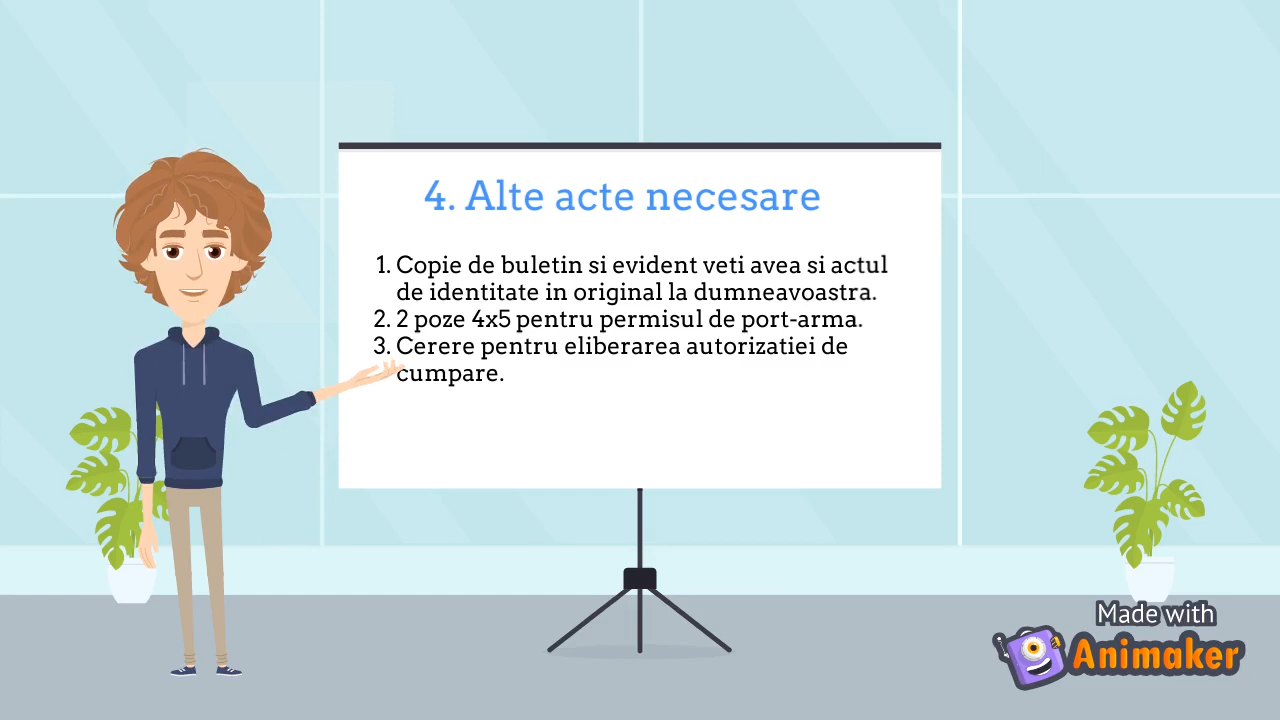 4. Alte acte necesare
1. Copie de buletin si evident veti avea si actul
de identitate in original la dumneavoastra.
2. 2 poze 4x5 pentru permisul de port-arma.
3. Cerere pentru eliberarea autorizatiei de
cumpare.
Made with
Animaker